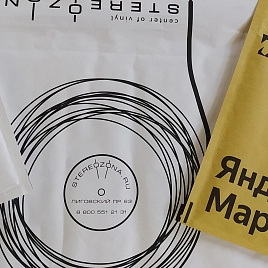 STEREOZONA
center of vinyl
STEREOZONA.RU
ЛИГОВСКИЙ ПР 63
8 800 551 21 31
Янд
Мар